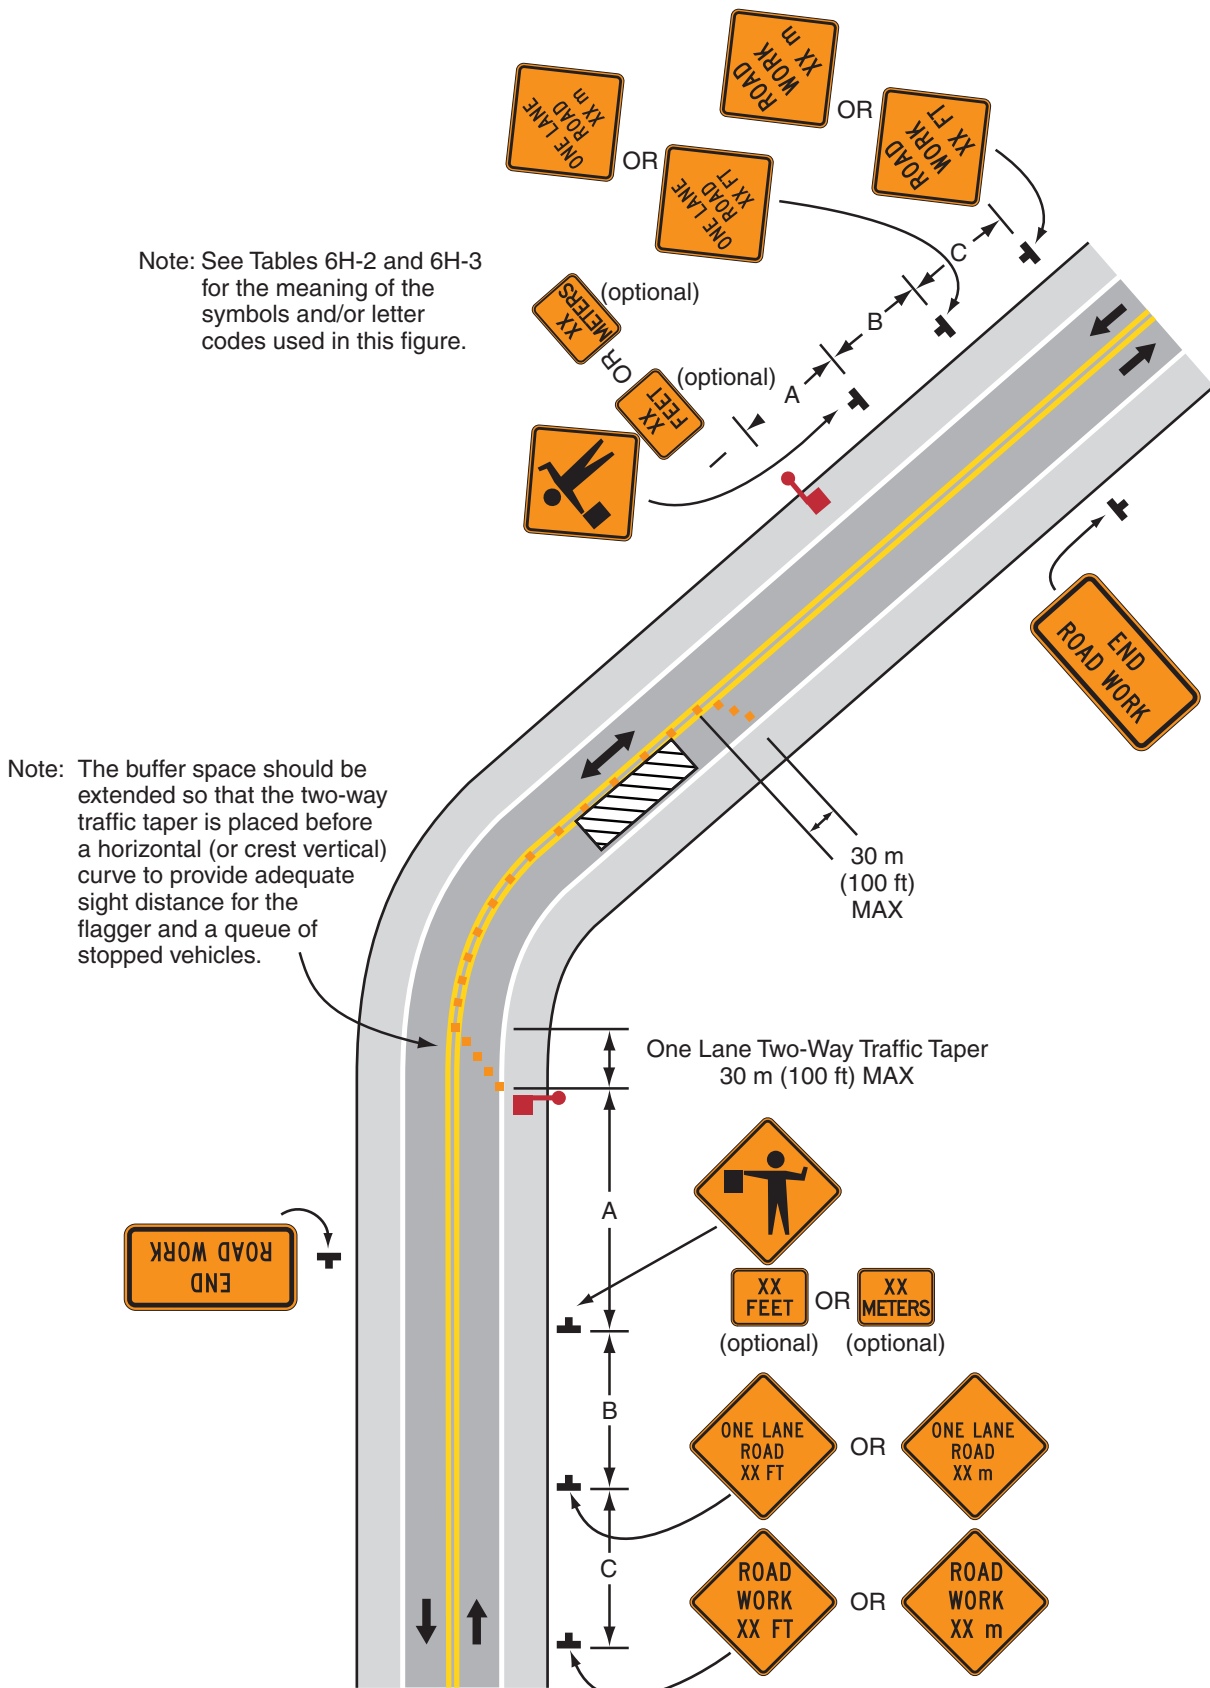 ROAD
WORK
XX m
OR
ROAD
WORK
XX FT
ONE LANE
ROAD
XX m
OR
ONE LANE
ROAD
XX FT
C
B
A
Note: See Tables 6H-2 and 6H-3
for the meaning of the
symbols and/or letter
codes used in this figure.
XX
METERS
(optional)
OR
XX
FEET
(optional)
END
ROAD WORK
Note: The buffer space should be
extended so that the two-way
traffic taper is placed before
a horizontal (or crest vertical)
curve to provide adequate
sight distance for the
flagger and a queue of
stopped vehicles.
30 m
(100 ft)
MAX
One Lane Two-Way Traffic Taper
30 m (100 ft) MAX
A
END
ROAD WORK
XX
FEET
OR
XX
METERS
(optional)
(optional)
B
ONE LANE
ROAD
XX FT
OR
ONE LANE
ROAD
XX m
C
ROAD
WORK
XX FT
OR
ROAD
WORK
XX m